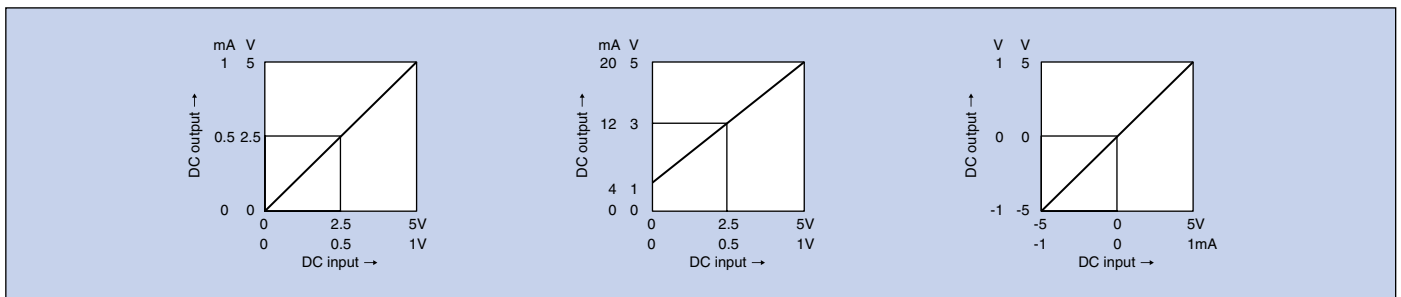 mA V
1 5
0.5 2.5
0 0
DC output →
0 2.5 5V
0 0.5 1V
DC input →
mA V
20 5
12 3
4 1
0 0
DC output →
0 2.5 5V
0 0.5 1V
DC input →
V V
1 5
0 0
-1 -5
DC output →
-5 0 5V
-1 0 1mA
DC input →